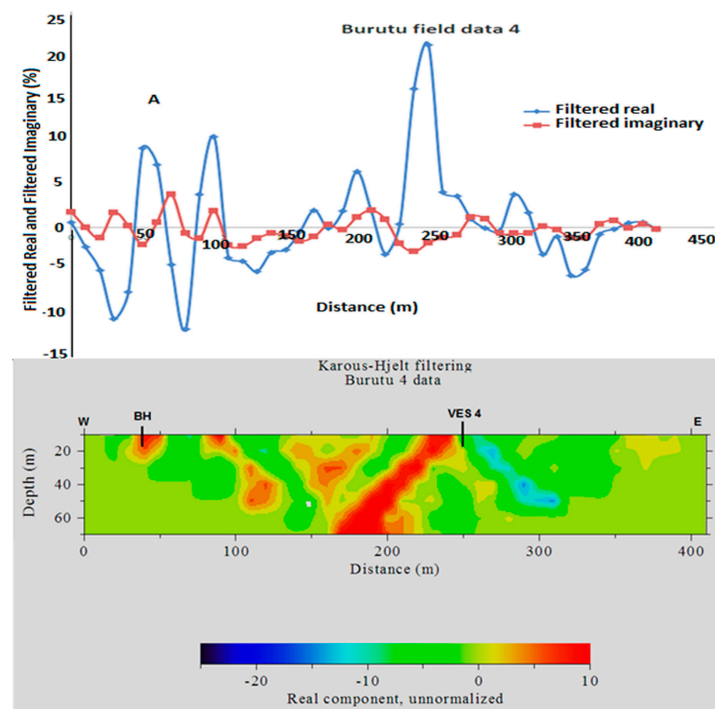 Burutu field data 4
Filtered Real and Filtered Imaginary (%)
25
20
15
10
5
0
-5
-10
-15
A
Filtered real
Filtered imaginary
0
50
100
150
200
250
300
350
400
450
Distance (m)
Karous-Hjelt filtering
Burutu 4 data
W
BH
VES 4
E
Depth (m)
20
40
60
0
100
200
300
400
Distance (m)
-20
-10
0
10
Real component, unnormalized